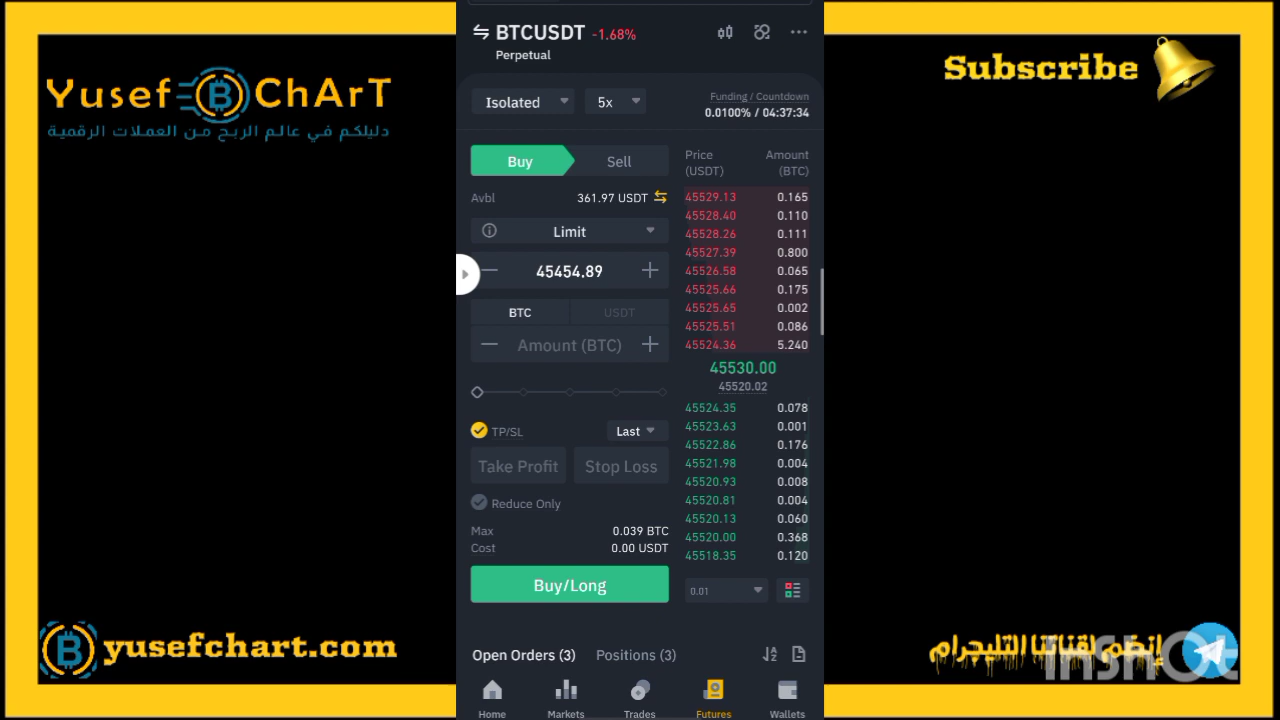 Yusef ChArT
دليلكم في عالم الربح من العملات الرقمية
Subscribe
BTCUSDT -1.68%
Perpetual
Isolated
5x
Funding / Countdown
0.0100% / 04:37:34
Buy
Sell
Avbl
361.97 USDT
Limit
45454.89
BTC
USDT
Amount (BTC)
TP/SL
Last
Take Profit
Stop Loss
Reduce Only
Max
0.039 BTC
Cost
0.00 USDT
Buy/Long
Price (USDT)
Amount (BTC)
45529.13 0.165
45528.40 0.110
45528.26 0.111
45527.39 0.800
45526.58 0.065
45525.66 0.175
45525.65 0.002
45525.51 0.086
45524.36 5.240
45530.00
45520.02
45524.35 0.078
45523.63 0.001
45522.86 0.176
45521.98 0.004
45520.93 0.008
45520.81 0.004
45520.13 0.060
45520.00 0.368
45518.35 0.120
0.01
Open Orders (3)
Positions (3)
Home
Markets
Trades
Futures
Wallets
yusefchart.com
إنظم لقناتنا التليجرام
InShOt